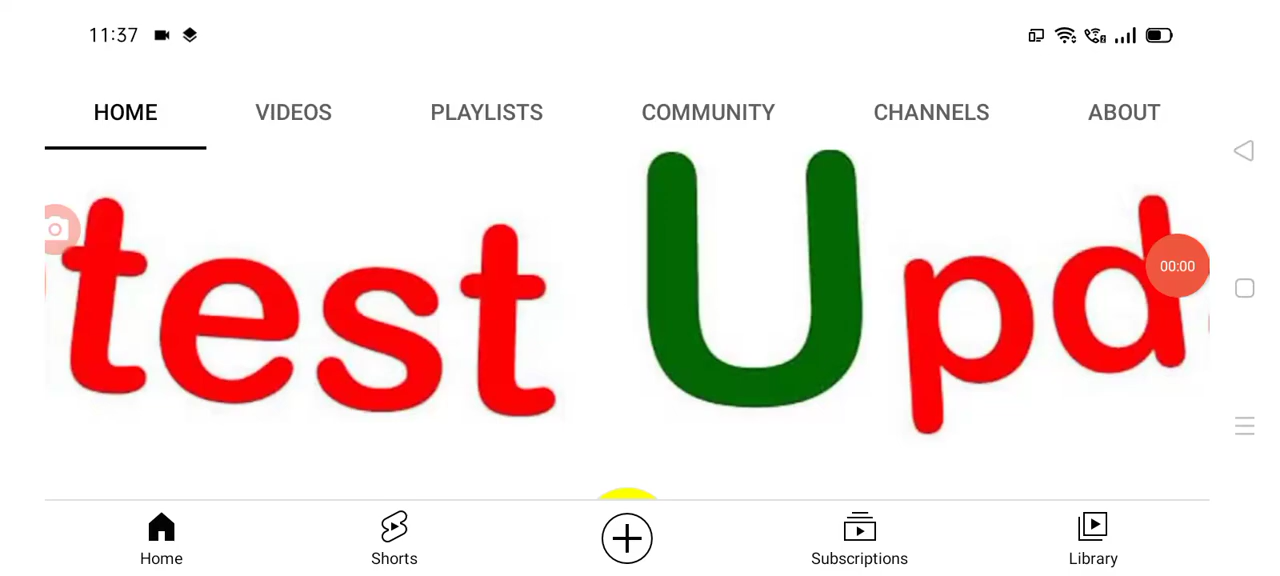 11:37
HOME VIDEOS PLAYLISTS COMMUNITY CHANNELS ABOUT
test Upd
00:00
Home Shorts Subscriptions Library